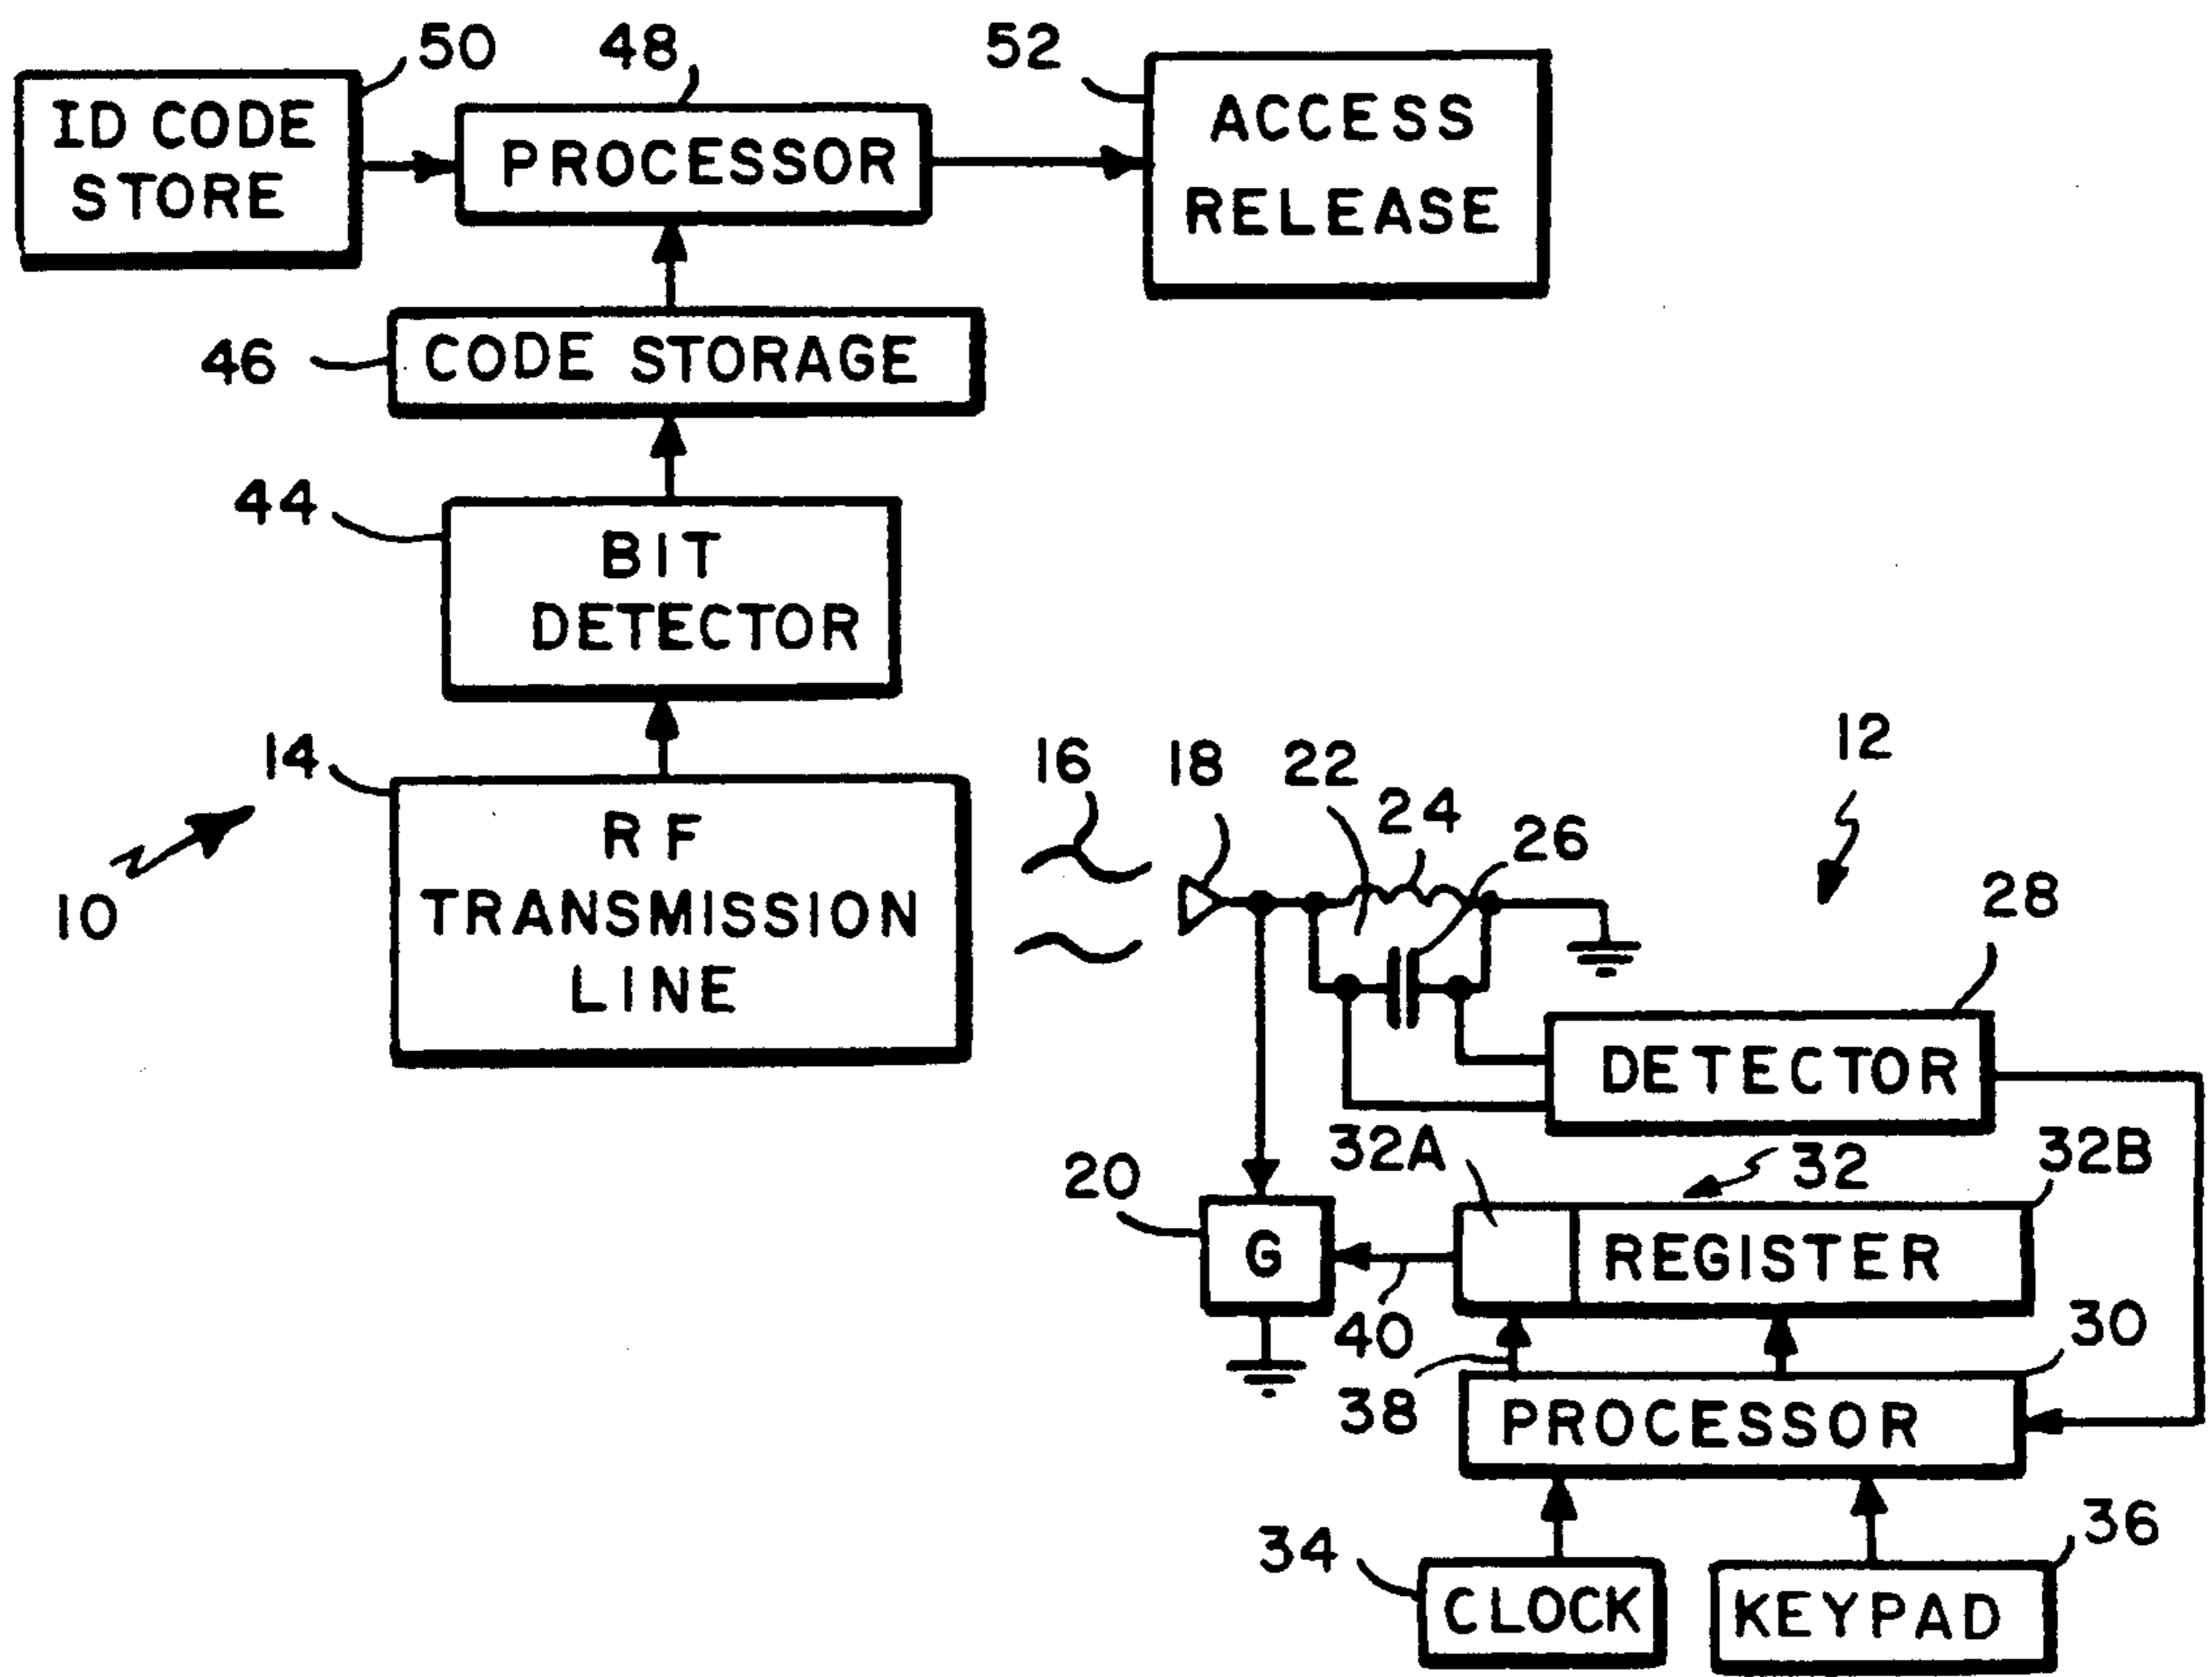 50
48
52
ID CODE
STORE
PROCESSOR
ACCESS
RELEASE
46
CODE STORAGE
44
BIT
DETECTOR
14
10
RF
TRANSMISSION
LINE
16
18
22
24
26
12
28
DETECTOR
20
G
32A
32
32B
REGISTER
40
38
30
PROCESSOR
34
CLOCK
36
KEYPAD